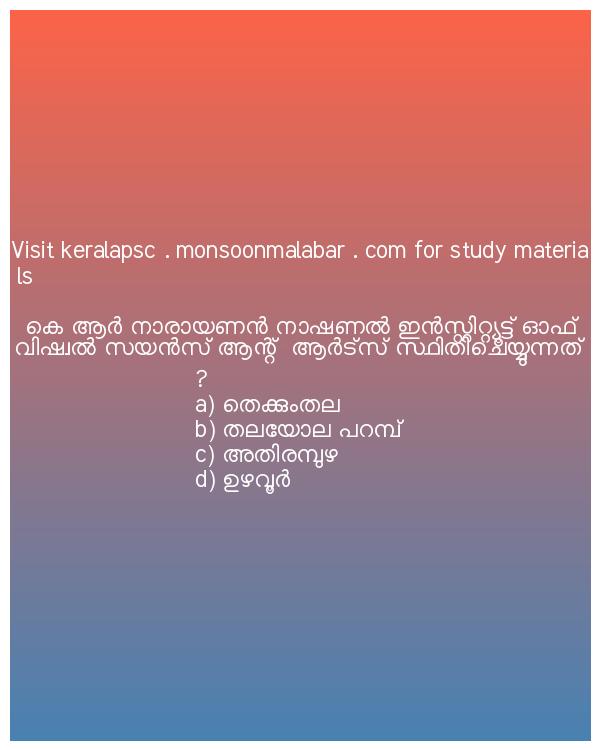 Visit keralapsc . monsoonmalabar . com for study materia
ls
കെ ആർ നാരായണൻ നാഷണൽ ഇൻസ്റ്റിറ്റ്യൂട്ട് ഓഫ്
വിഷ്വൽ സയൻസ് ആന്റ് ആർട്സ് സ്ഥിതിചെയ്യുന്നത്
?
a) തെക്കുംതല
b) തലയോല പറമ്പ്
c) അതിരമ്പുഴ
d) ഉഴവൂർ